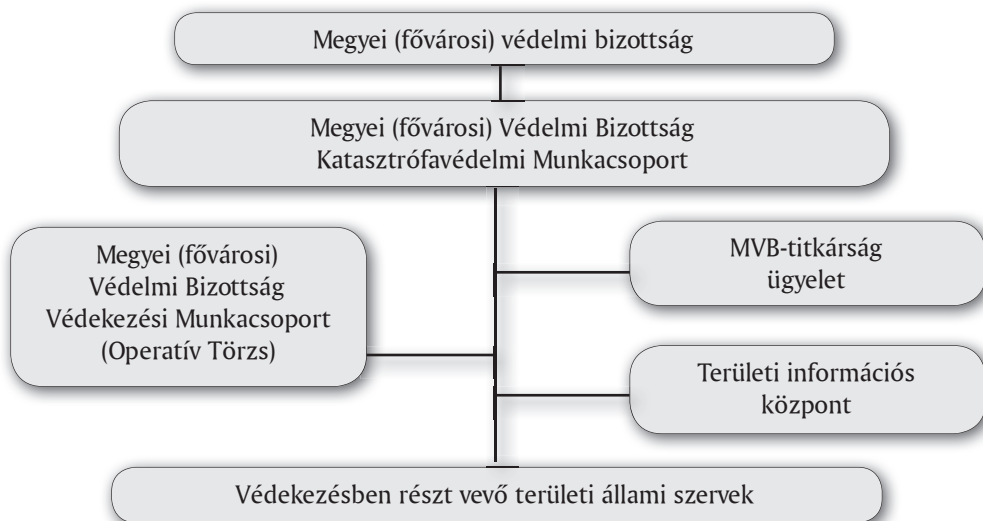 Megyei (fővárosi) védelmi bizottság
Megyei (fővárosi) Védelmi Bizottság
Katasztrófavédelmi Munkacsoport
Megyei (fővárosi)
Védelmi Bizottság
Védekezési Munkacsoport
(Operatív Törzs)
MVB-titkárság
ügyelet
Területi információs
központ
Védekezésben részt vevő területi állami szervek